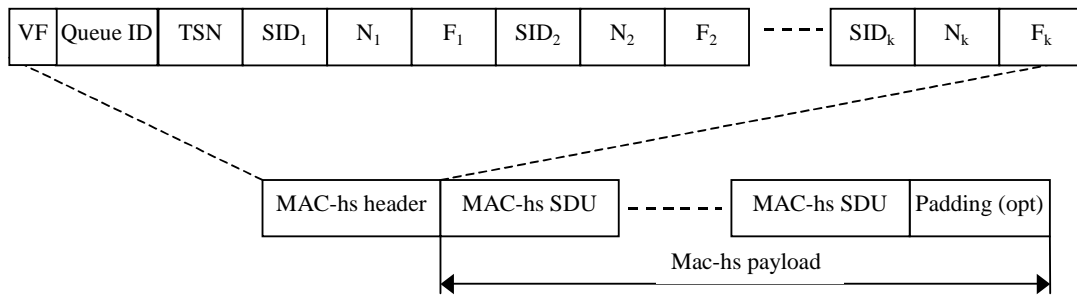 VF Queue ID TSN SID₁ N₁ F₁ SID₂ N₂ F₂ SIDₖ Nₖ Fₖ
MAC-hs header MAC-hs SDU MAC-hs SDU Padding (opt)
Mac-hs payload